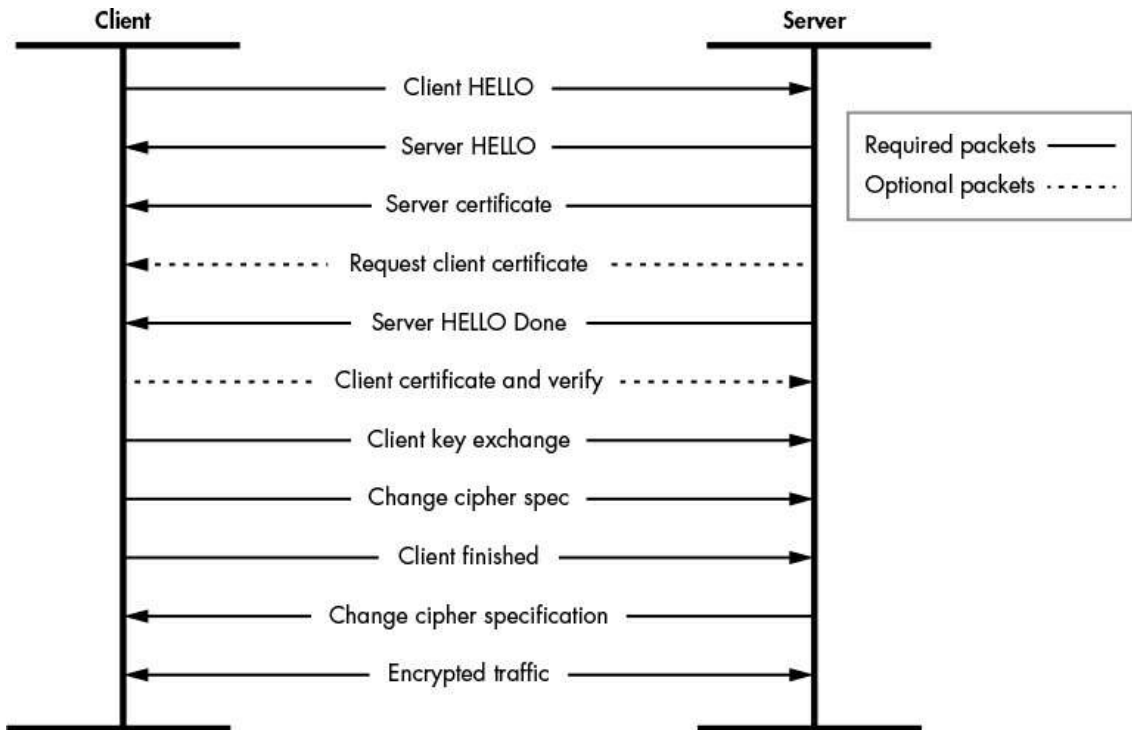 Client
Server
Client HELLO
Server HELLO
Required packets
Optional packets
Server certificate
Request client certificate
Server HELLO Done
Client certificate and verify
Client key exchange
Change cipher spec
Client finished
Change cipher specification
Encrypted traffic